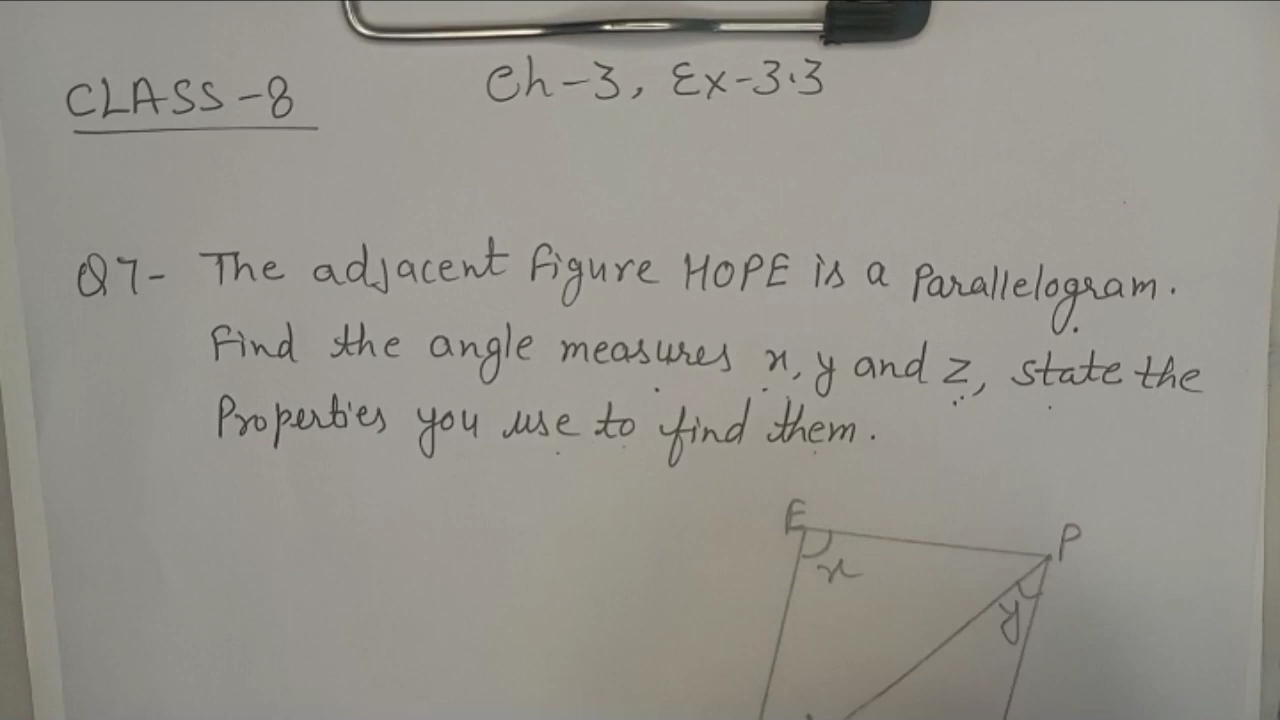 CLASS-8
Ch-3, Ex-3.3
Q7- The adjacent figure HOPE is a Parallelogram.
Find the angle measures x, y and z, state the
Properties you use to find them.
E
P
x
y